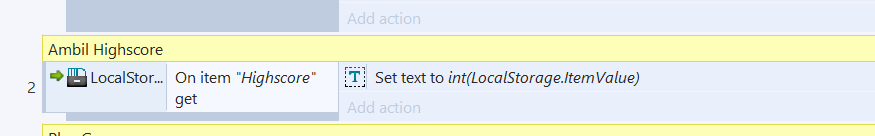 Add action
Ambil Highscore
2
LocalStor...
On item "Highscore"
get
T
Set text to int(LocalStorage.ItemValue)
Add action